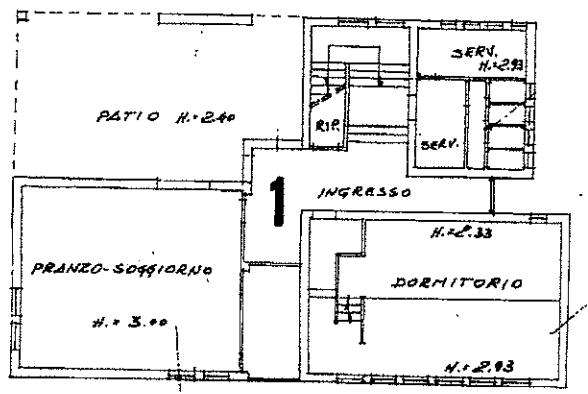 SERV.
H.=2.93
PATIO H.=2.40
RIP.
SERV.
1
INGRESSO
H.=2.33
PRANZO-SOGGIORNO
DORMITORIO
H.= 3.00
H.=2.93